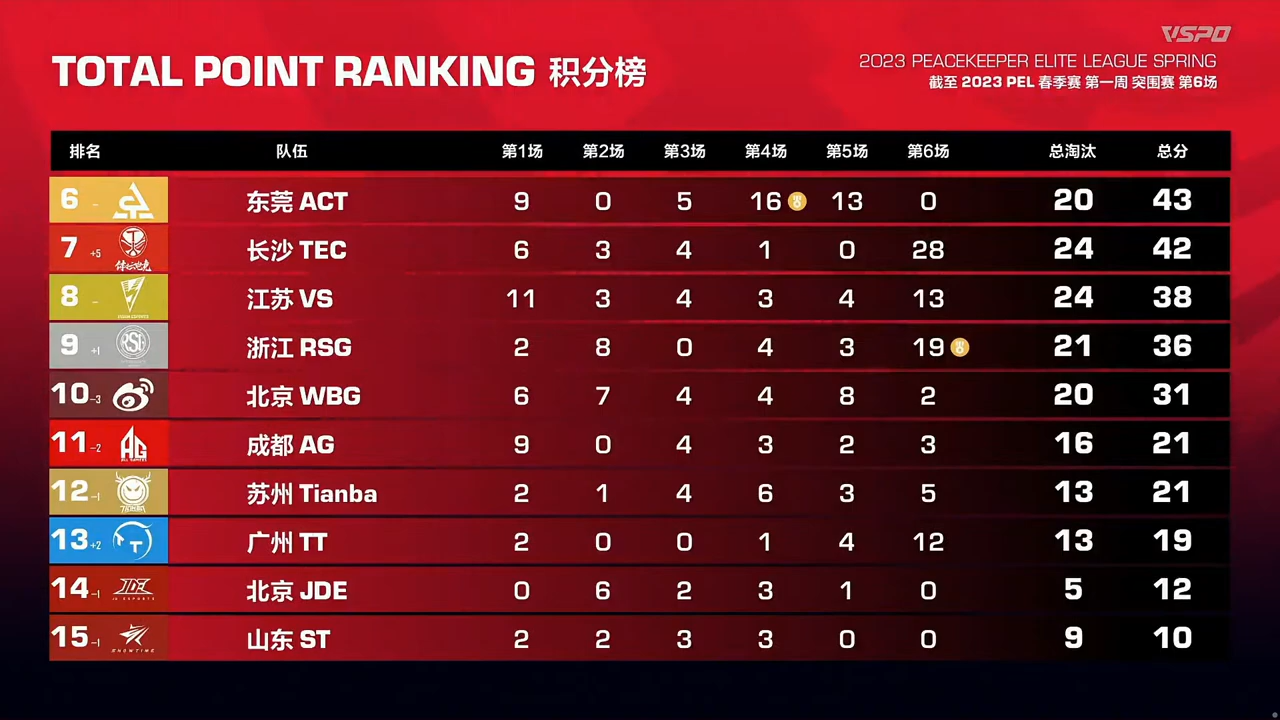 VSPO
TOTAL POINT RANKING 积分榜
2023 PEACEKEEPER ELITE LEAGUE SPRING
截至 2023 PEL 春季赛 第一周 突围赛 第6场
排名 队伍 第1场 第2场 第3场 第4场 第5场 第6场 总淘汰 总分
6 - 东莞 ACT 9 0 5 16 13 0 20 43
7 +5 长沙 TEC 6 3 4 1 0 28 24 42
8 - 江苏 VS 11 3 4 3 4 13 24 38
9 +1 RSG 浙江 RSG 2 8 0 4 3 19 21 36
10 -3 北京 WBG 6 7 4 4 8 2 20 31
11 -2 AG 成都 AG 9 0 4 3 2 3 16 21
12 -1 苏州 Tianba 2 1 4 6 3 5 13 21
13 +2 广州 TT 2 0 0 1 4 12 13 19
14 -1 JDE 北京 JDE 0 6 2 3 1 0 5 12
15 -1 SHOWTIME 山东 ST 2 2 3 3 0 0 9 10